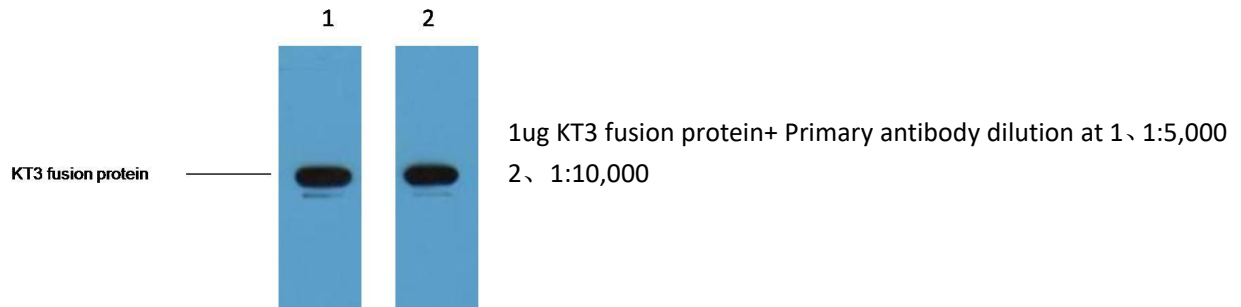 1 2
1ug KT3 fusion protein+ Primary antibody dilution at 1、1:5,000
KT3 fusion protein
2、 1:10,000